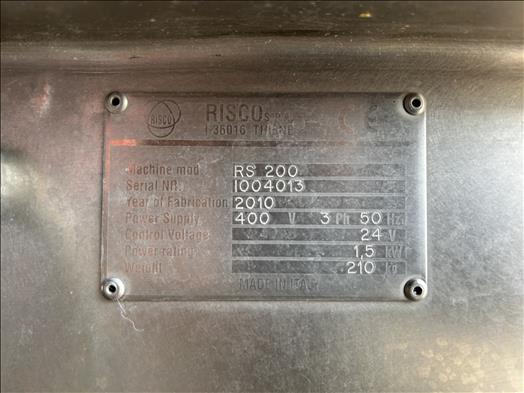 RISCO
RISCO S.P.A.
I-36016 THIENE
Machine mod. RS 200
Serial NR. 1004013
Year of Fabrication 2010
Power Supply 400 V 3 Ph 50 Hz
Control Voltage 24 V
Power rating 1,5 kW
Weight 210 kg
MADE IN ITALY